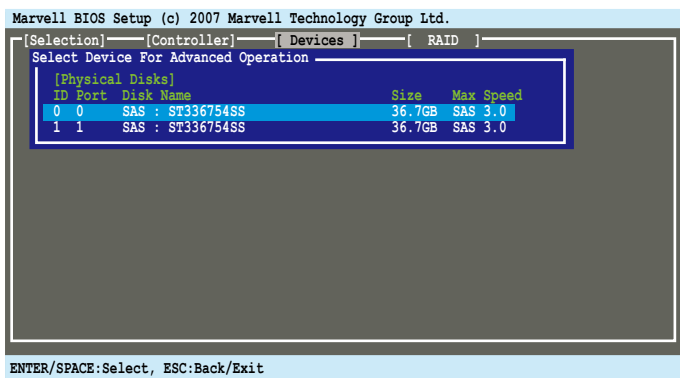 Marvell BIOS Setup (c) 2007 Marvell Technology Group Ltd.
[Selection] [Controller] [ Devices ] [ RAID ]
Select Device For Advanced Operation
[Physical Disks]
ID Port Disk Name Size Max Speed
0 0 SAS : ST336754SS 36.7GB SAS 3.0
1 1 SAS : ST336754SS 36.7GB SAS 3.0
ENTER/SPACE:Select, ESC:Back/Exit